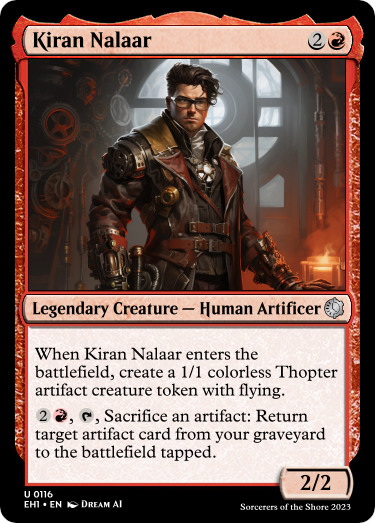 Kiran Nalaar 2
Legendary Creature — Human Artificer
When Kiran Nalaar enters the
battlefield, create a 1/1 colorless Thopter
artifact creature token with flying.
2 , , Sacrifice an artifact: Return
target artifact card from your graveyard
to the battlefield tapped.
2/2
U 0116
EH1 • EN DREAM AI
Sorcerers of the Shore 2023